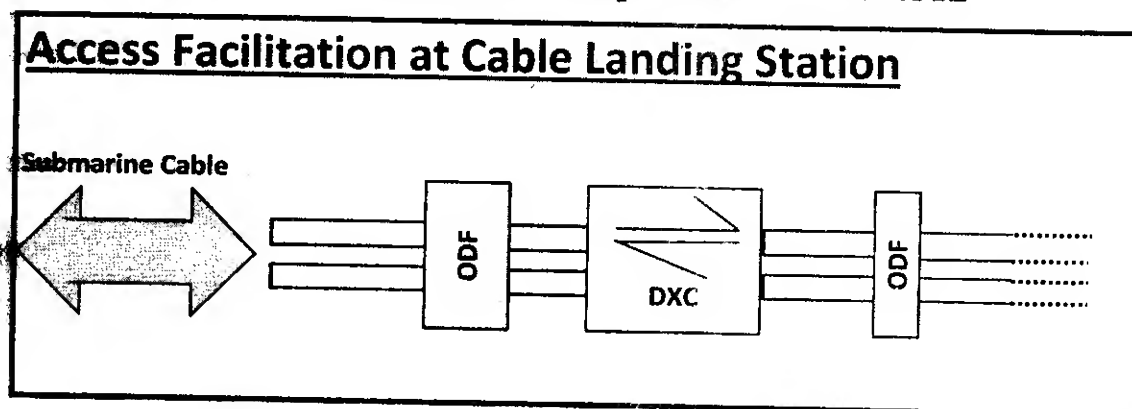 Access Facilitation at Cable Landing Station
Submarine Cable
ODF
DXC
ODF